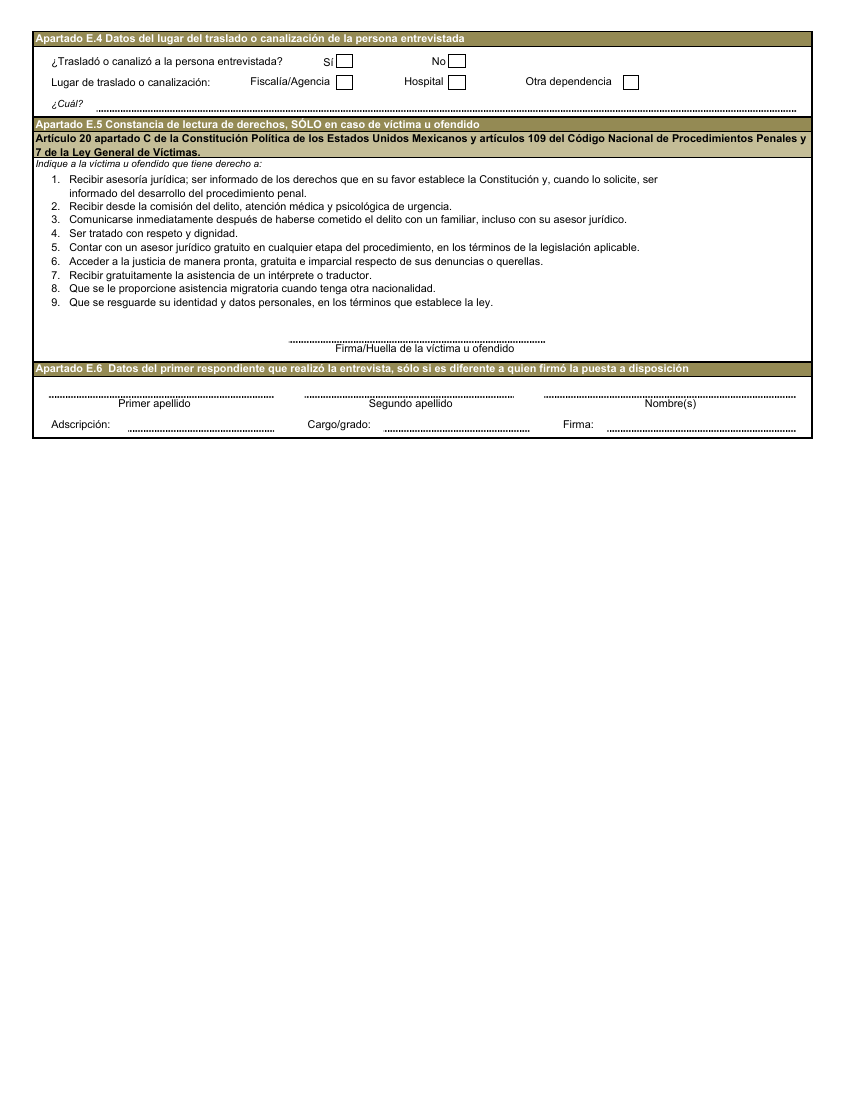 Apartado E.4 Datos del lugar del traslado o canalización de la persona entrevistada
¿Trasladó o canalizó a la persona entrevistada? Sí No
Lugar de traslado o canalización: Fiscalía/Agencia Hospital Otra dependencia
¿Cuál?
Apartado E.5 Constancia de lectura de derechos, SÓLO en caso de víctima u ofendido
Artículo 20 apartado C de la Constitución Política de los Estados Unidos Mexicanos y artículos 109 del Código Nacional de Procedimientos Penales y
7 de la Ley General de Víctimas.
Indique a la víctima u ofendido que tiene derecho a:
1. Recibir asesoría jurídica; ser informado de los derechos que en su favor establece la Constitución y, cuando lo solicite, ser
informado del desarrollo del procedimiento penal.
2. Recibir desde la comisión del delito, atención médica y psicológica de urgencia.
3. Comunicarse inmediatamente después de haberse cometido el delito con un familiar, incluso con su asesor jurídico.
4. Ser tratado con respeto y dignidad.
5. Contar con un asesor jurídico gratuito en cualquier etapa del procedimiento, en los términos de la legislación aplicable.
6. Acceder a la justicia de manera pronta, gratuita e imparcial respecto de sus denuncias o querellas.
7. Recibir gratuitamente la asistencia de un intérprete o traductor.
8. Que se le proporcione asistencia migratoria cuando tenga otra nacionalidad.
9. Que se resguarde su identidad y datos personales, en los términos que establece la ley.
Firma/Huella de la víctima u ofendido
Apartado E.6 Datos del primer respondiente que realizó la entrevista, sólo si es diferente a quien firmó la puesta a disposición
Primer apellido Segundo apellido Nombre(s)
Adscripción: Cargo/grado: Firma: